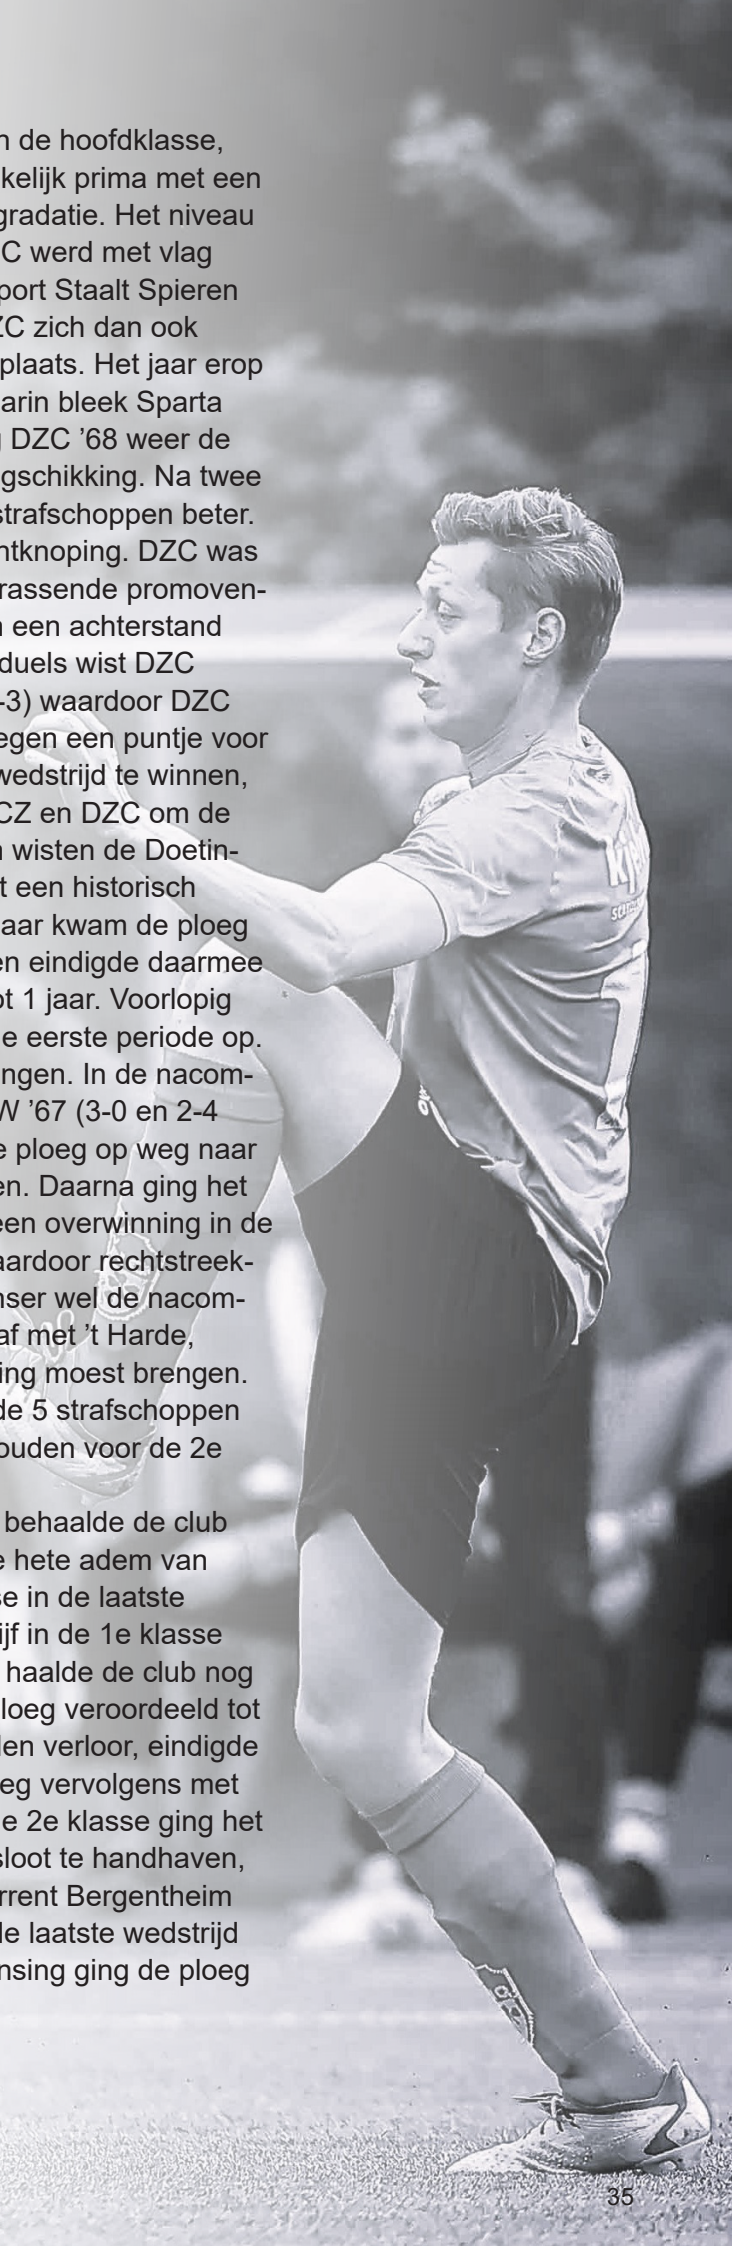 n de hoofdklasse,
kelijk prima met een
gradatie. Het niveau
C werd met vlag
port Staalt Spieren
ZC zich dan ook
plaats. Het jaar erop
arin bleek Sparta
g DZC ’68 weer de
gschikking. Na twee
strafschoppen beter.
ntknoping. DZC was
rassende promoven-
n een achterstand
duels wist DZC
-3) waardoor DZC
egen een puntje voor
wedstrijd te winnen,
CZ en DZC om de
n wisten de Doetin-
t een historisch
aar kwam de ploeg
en eindigde daarmee
ot 1 jaar. Voorlopig
e eerste periode op.
ngen. In de nacom-
W ’67 (3-0 en 2-4
e ploeg op weg naar
en. Daarna ging het
een overwinning in de
aardoor rechtstreek-
nser wel de nacom-
af met ’t Harde,
ing moest brengen.
de 5 strafschoppen
ouden voor de 2e
behaalde de club
e hete adem van
se in de laatste
ijf in de 1e klasse
haalde de club nog
loeg veroordeeld tot
len verloor, eindigde
eg vervolgens met
e 2e klasse ging het
sloot te handhaven,
rrent Bergentheim
de laatste wedstrijd
nsing ging de ploeg
1
35